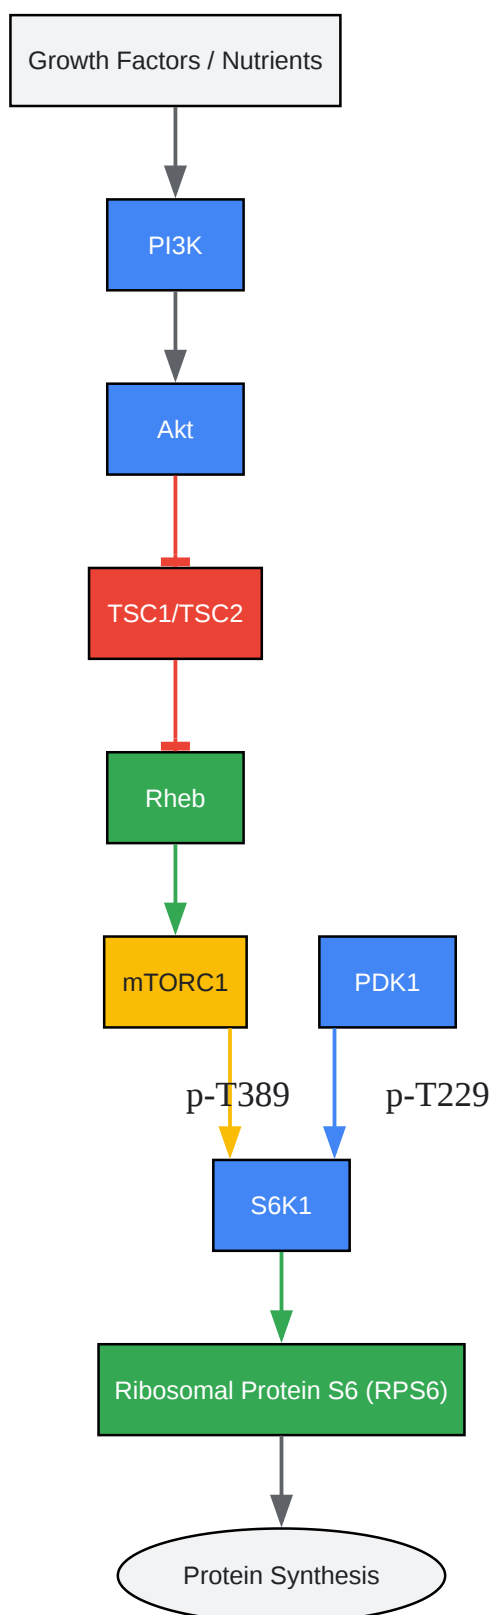 Growth Factors / Nutrients
PI3K
Akt
TSC1/TSC2
Rheb
mTORC1
PDK1
p-T389
p-T229
S6K1
Ribosomal Protein S6 (RPS6)
Protein Synthesis